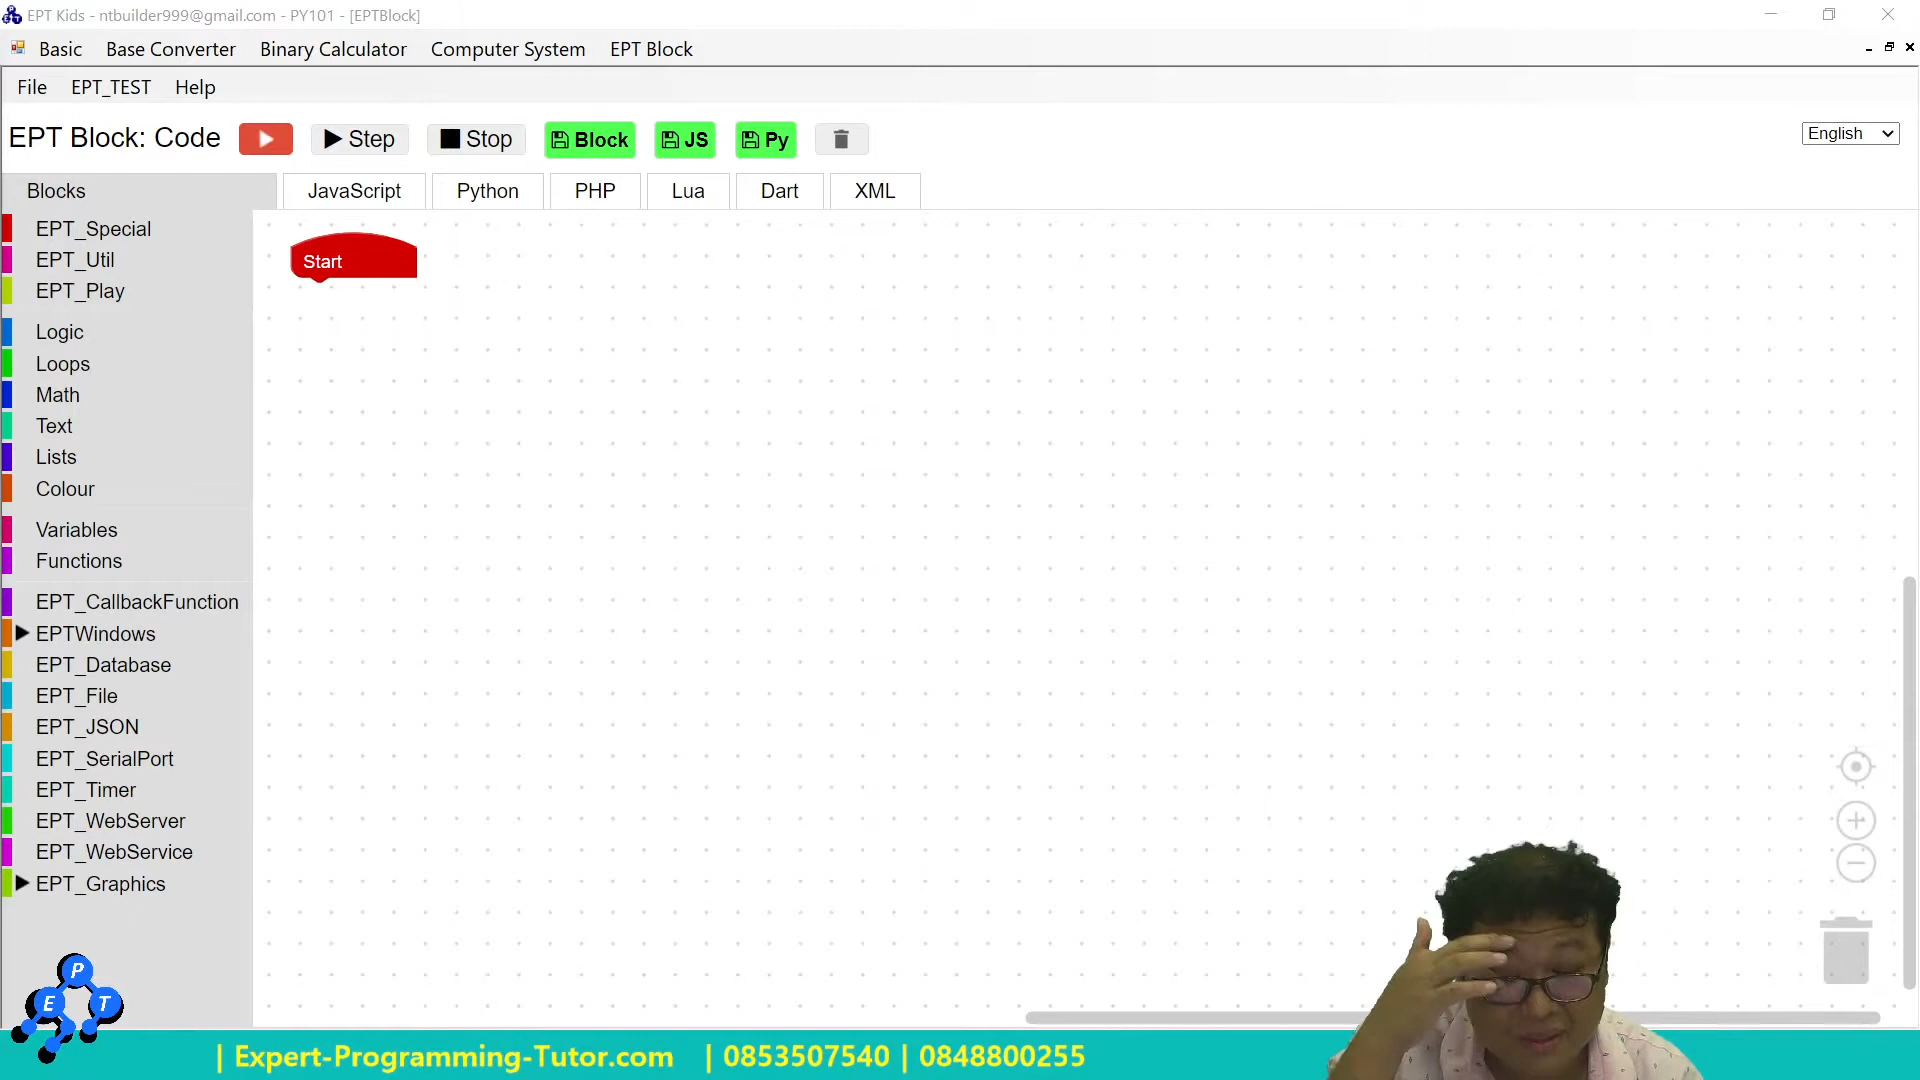 EPT Kids - ntbuilder999@gmail.com - PY101 - [EPTBlock]
Basic Base Converter Binary Calculator Computer System EPT Block
File EPT_TEST Help
EPT Block: Code Step Stop Block JS Py English
Blocks JavaScript Python PHP Lua Dart XML
EPT_Special
EPT_Util
EPT_Play
Logic
Loops
Math
Text
Lists
Colour
Variables
Functions
EPT_CallbackFunction
EPTWindows
EPT_Database
EPT_File
EPT_JSON
EPT_SerialPort
EPT_Timer
EPT_WebServer
EPT_WebService
EPT_Graphics
Start
P
E T
| Expert-Programming-Tutor.com | 0853507540 | 0848800255